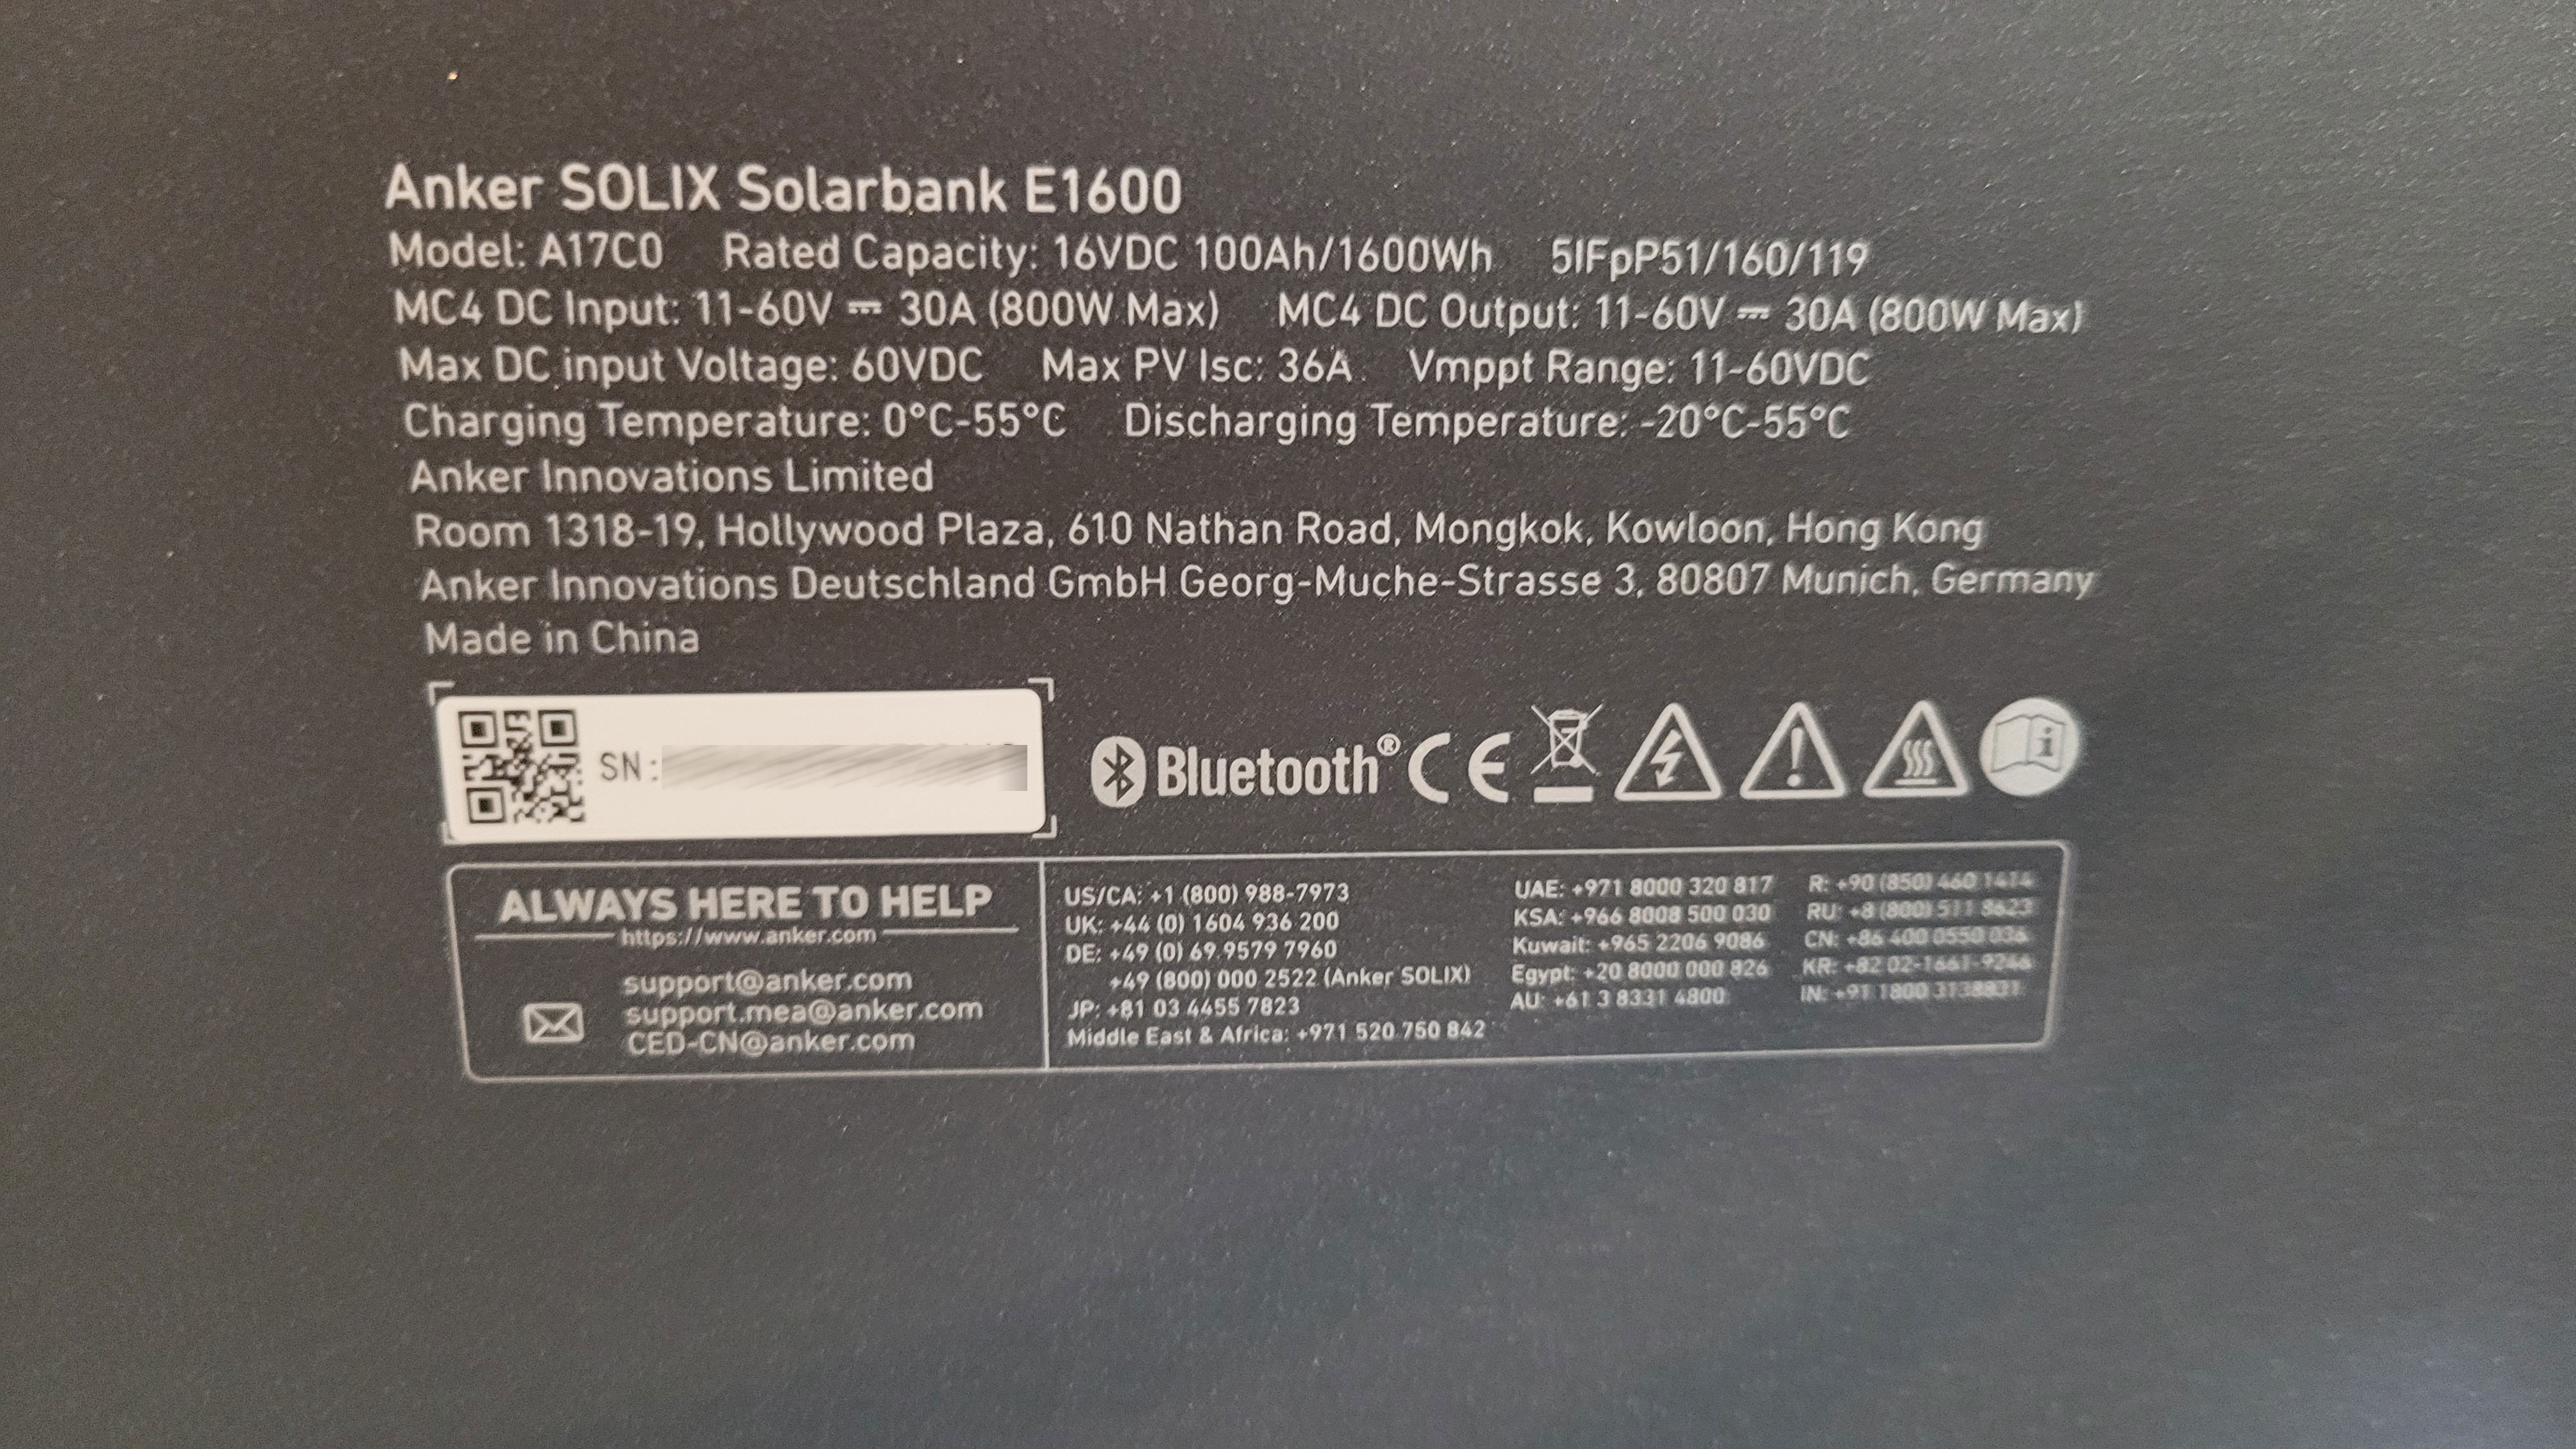 Anker SOLIX Solarbank E1600
Model: A17C0 Rated Capacity: 16VDC 100Ah/1600Wh 5IFpP51/160/119
MC4 DC Input: 11-60V ⎓ 30A (800W Max) MC4 DC Output: 11-60V ⎓ 30A (800W Max)
Max DC input Voltage: 60VDC Max PV Isc: 36A Vmppt Range: 11-60VDC
Charging Temperature: 0°C-55°C Discharging Temperature: -20°C-55°C
Anker Innovations Limited
Room 1318-19, Hollywood Plaza, 610 Nathan Road, Mongkok, Kowloon, Hong Kong
Anker Innovations Deutschland GmbH Georg-Muche-Strasse 3, 80807 Munich, Germany
Made in China
SN:
Bluetooth® CE
ALWAYS HERE TO HELP
https://www.anker.com
support@anker.com
support.mea@anker.com
CED-CN@anker.com
US/CA: +1 (800) 988-7973
UK: +44 (0) 1604 936 200
DE: +49 (0) 69 9579 7960
+49 (800) 000 2522 (Anker SOLIX)
JP: +81 03 4455 7823
Middle East & Africa: +971 520 750 842
UAE: +971 8000 320 817
KSA: +966 8008 500 030
Kuwait: +965 2206 9086
Egypt: +20 8000 000 826
AU: +61 3 8331 4800
R: +90 (850) 460 1414
RU: +8 (800) 511 8623
CN: +86 400 0550 036
KR: +82 02-1661-9246
IN: +91 1800